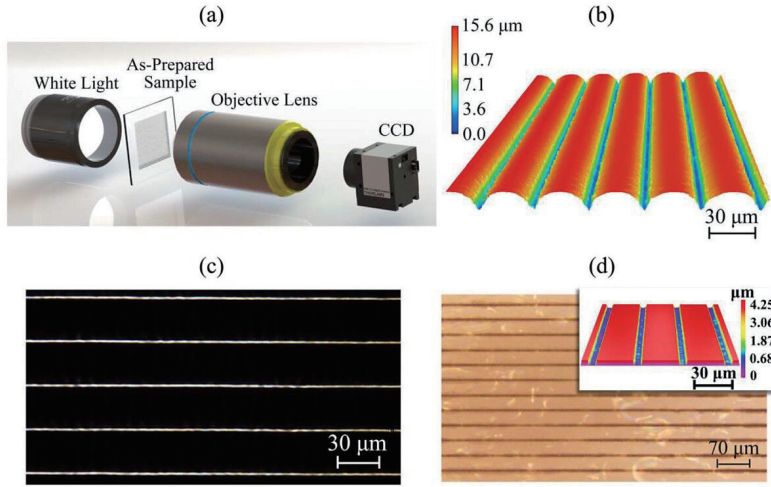 (a)
White Light
As-Prepared
Sample
Objective Lens
CCD
(b)
15.6 μm
10.7
7.1
3.6
0.0
30 μm
(c)
30 μm
(d)
μm
4.25
3.06
1.87
0.68
0
30 μm
70 μm